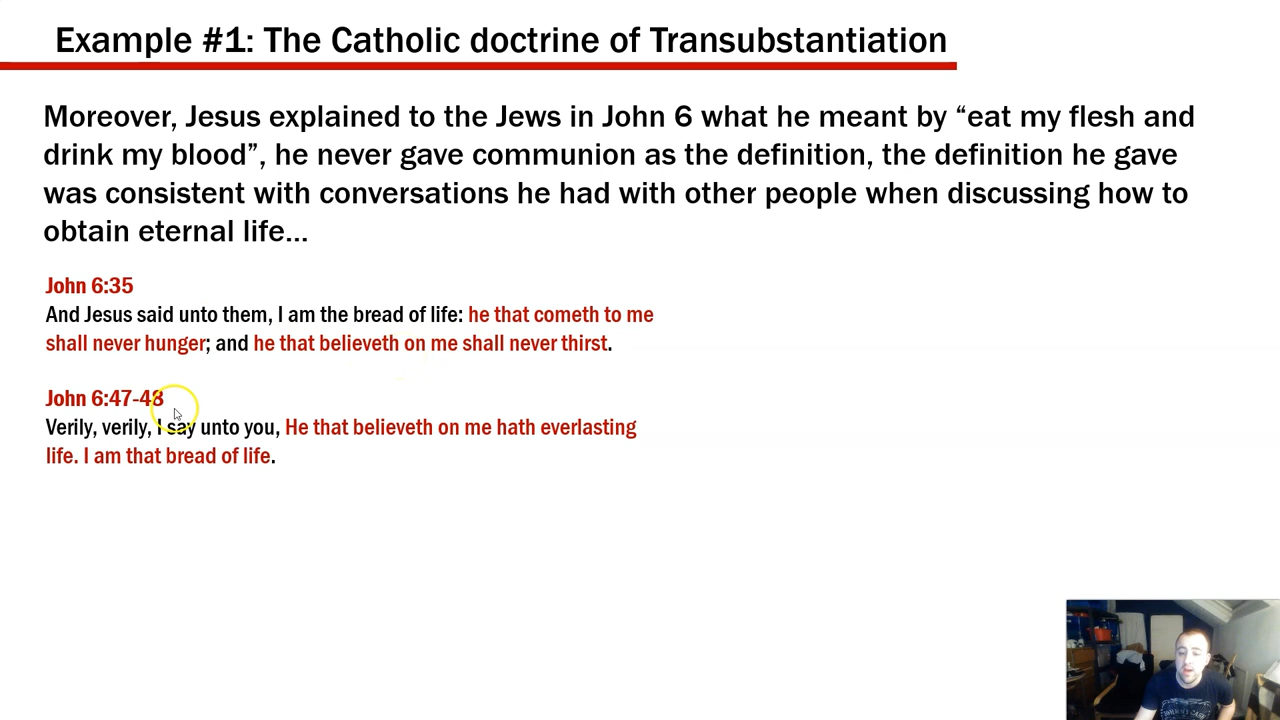 Example #1: The Catholic doctrine of Transubstantiation
Moreover, Jesus explained to the Jews in John 6 what he meant by “eat my flesh and
drink my blood”, he never gave communion as the definition, the definition he gave
was consistent with conversations he had with other people when discussing how to
obtain eternal life...
John 6:35
And Jesus said unto them, I am the bread of life: he that cometh to me
shall never hunger; and he that believeth on me shall never thirst.
John 6:47-48
Verily, verily, I say unto you, He that believeth on me hath everlasting
life. I am that bread of life.